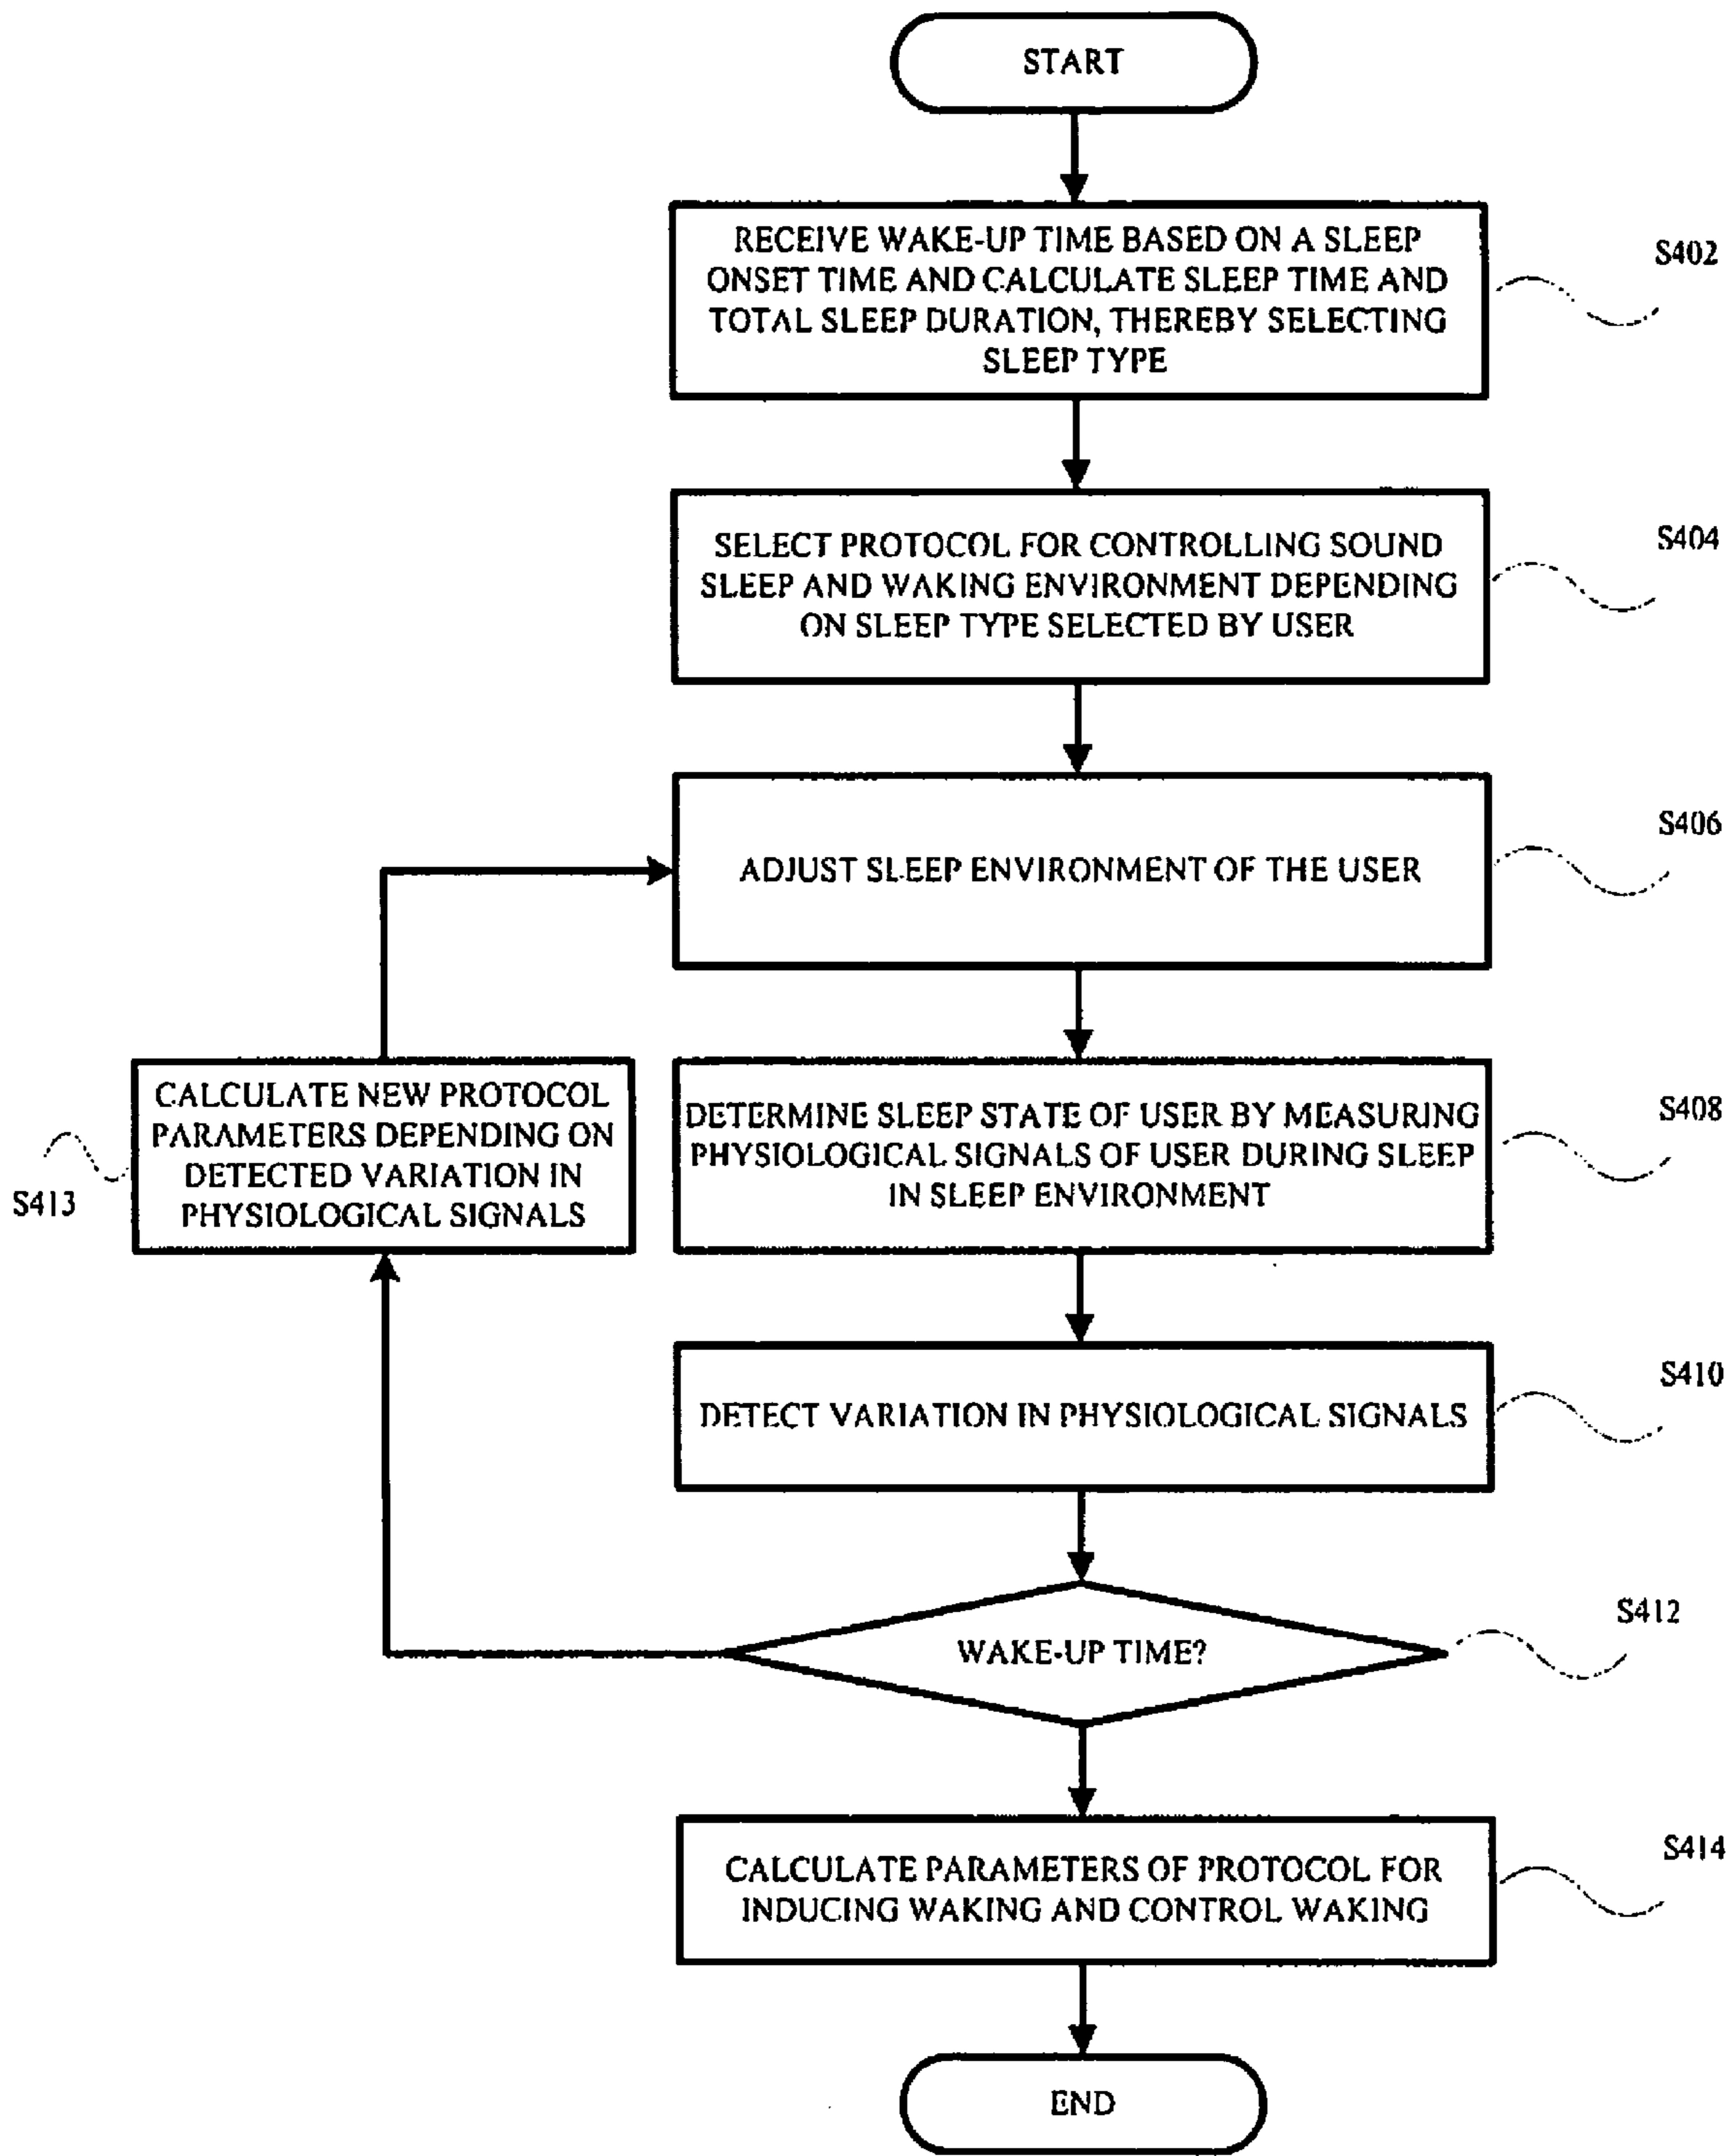 START
RECEIVE WAKE-UP TIME BASED ON A SLEEP
ONSET TIME AND CALCULATE SLEEP TIME AND
TOTAL SLEEP DURATION, THEREBY SELECTING
SLEEP TYPE
S402
SELECT PROTOCOL FOR CONTROLLING SOUND
SLEEP AND WAKING ENVIRONMENT DEPENDING
ON SLEEP TYPE SELECTED BY USER
S404
ADJUST SLEEP ENVIRONMENT OF THE USER
S406
CALCULATE NEW PROTOCOL
PARAMETERS DEPENDING ON
DETECTED VARIATION IN
PHYSIOLOGICAL SIGNALS
S413
DETERMINE SLEEP STATE OF USER BY MEASURING
PHYSIOLOGICAL SIGNALS OF USER DURING SLEEP
IN SLEEP ENVIRONMENT
S408
DETECT VARIATION IN PHYSIOLOGICAL SIGNALS
S410
WAKE-UP TIME?
S412
CALCULATE PARAMETERS OF PROTOCOL FOR
INDUCING WAKING AND CONTROL WAKING
S414
END